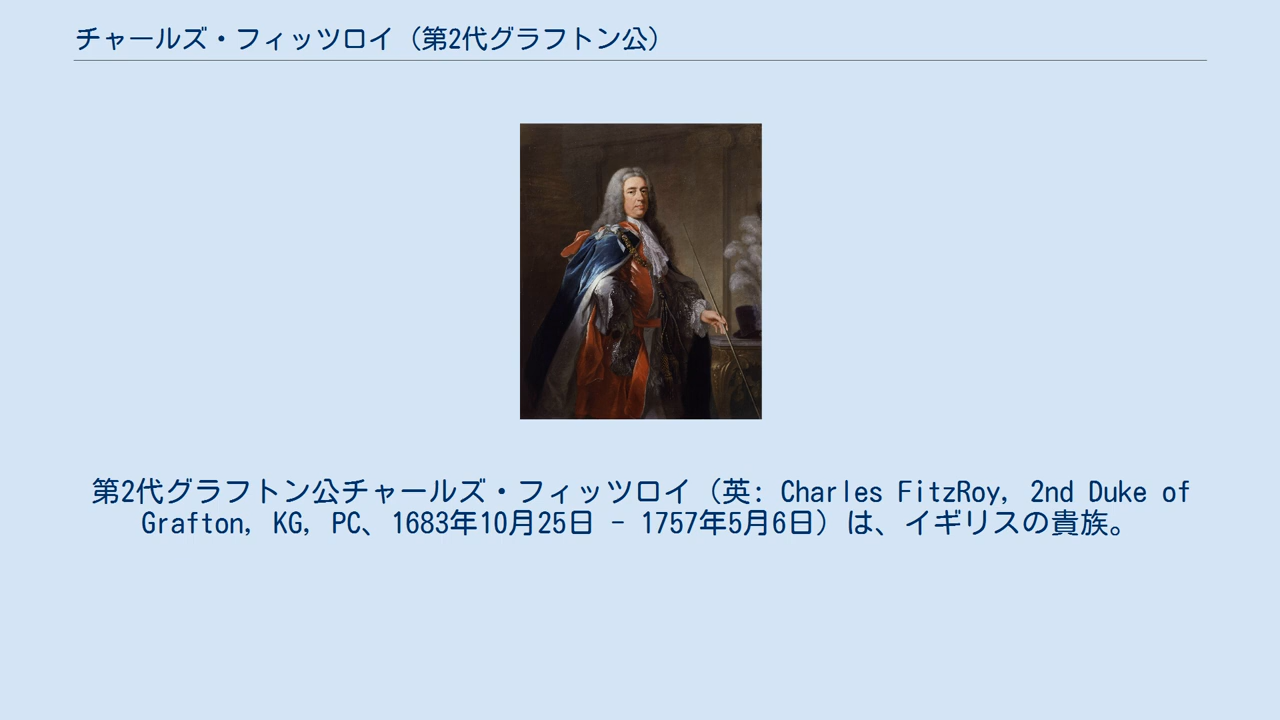 チャールズ・フィッツロイ（第2代グラフトン公）
第2代グラフトン公チャールズ・フィッツロイ（英: Charles FitzRoy, 2nd Duke of
Grafton, KG, PC、1683年10月25日 – 1757年5月6日）は、イギリスの貴族。